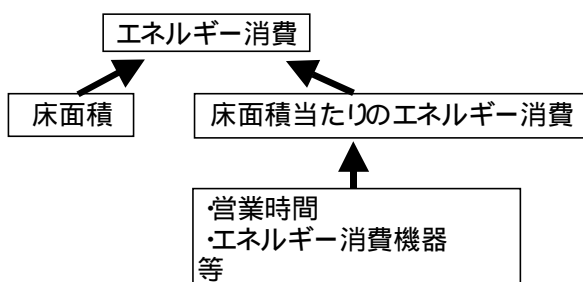 エネルギー消費
床面積
床面積当たりのエネルギー消費
・営業時間
・エネルギー消費機器
等